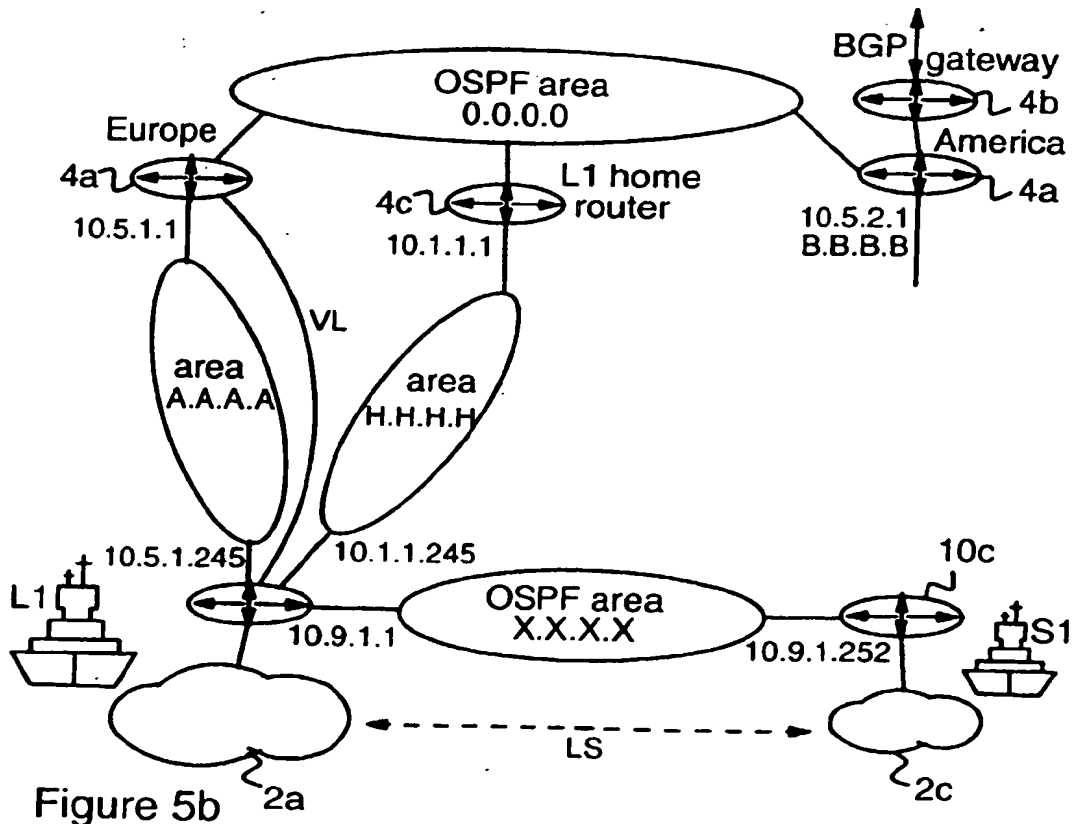 BGP
gateway
4b
OSPF area
0.0.0.0
Europe
America
4a
4a
L1 home
router
4c
10.5.1.1
10.1.1.1
10.5.2.1
B.B.B.B
VL
area
A.A.A.A
area
H.H.H.H
10.5.1.245
10.1.1.245
10c
L1
OSPF area
X.X.X.X
S1
10.9.1.1
10.9.1.252
LS
2a
2c
Figure 5b